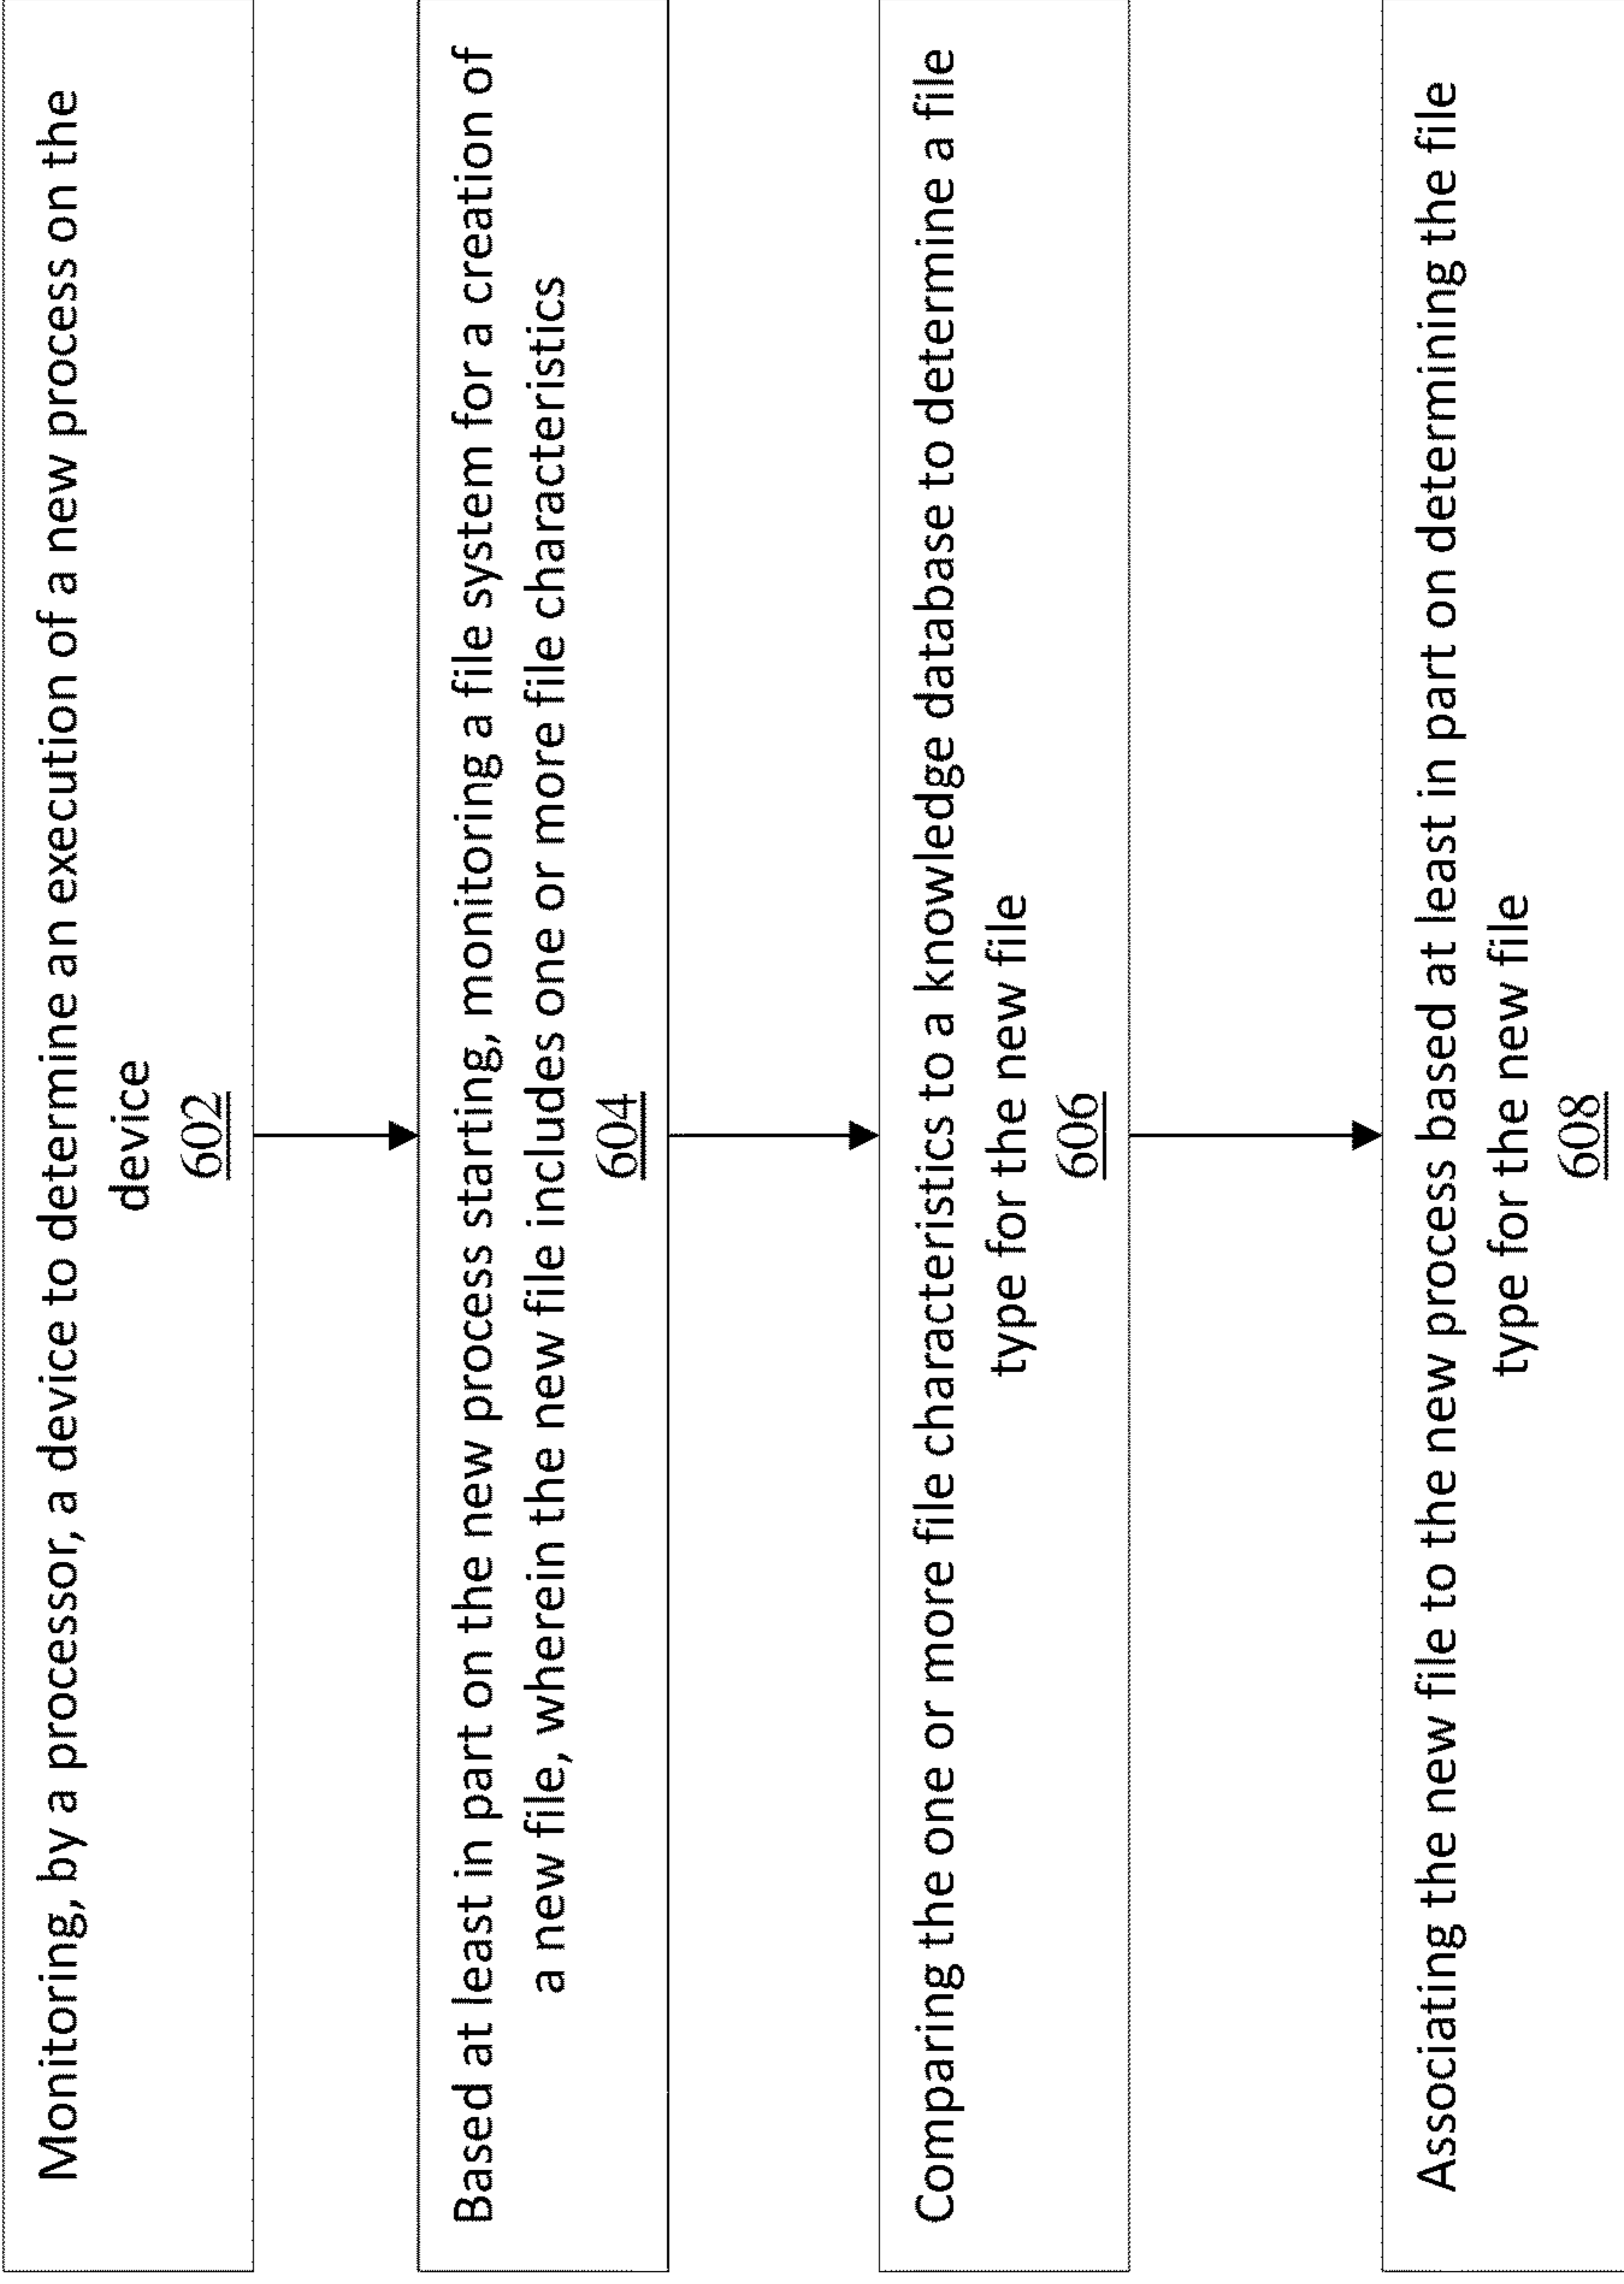 Monitoring, by a processor, a device to determine an execution of a new process on the
device
602
Based at least in part on the new process starting, monitoring a file system for a creation of
a new file, wherein the new file includes one or more file characteristics
604
Comparing the one or more file characteristics to a knowledge database to determine a file
type for the new file
606
Associating the new file to the new process based at least in part on determining the file
type for the new file
608